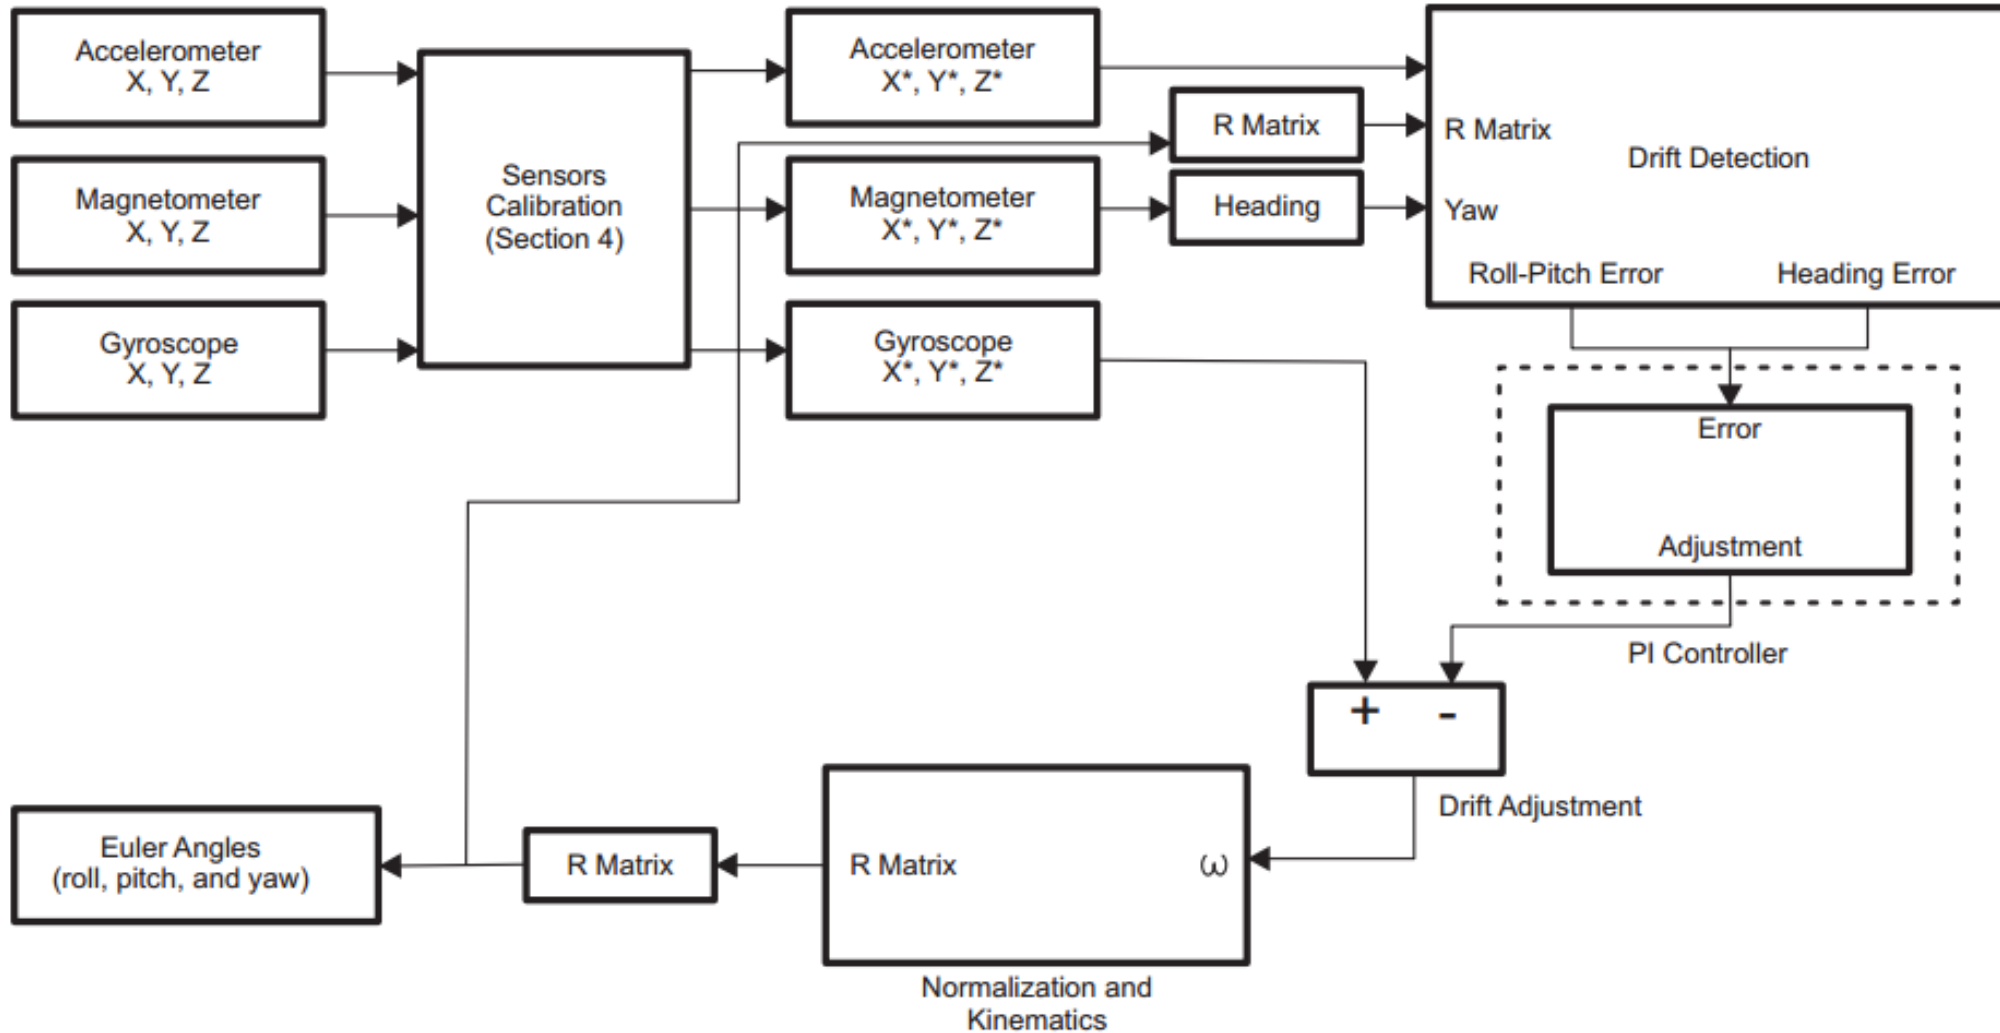 Accelerometer
X, Y, Z
Magnetometer
X, Y, Z
Gyroscope
X, Y, Z
Sensors
Calibration
(Section 4)
Accelerometer
X*, Y*, Z*
Magnetometer
X*, Y*, Z*
Gyroscope
X*, Y*, Z*
R Matrix
Heading
R Matrix
Drift Detection
Yaw
Roll-Pitch Error
Heading Error
Error
Adjustment
PI Controller
+ -
Drift Adjustment
Euler Angles
(roll, pitch, and yaw)
R Matrix
R Matrix
ω
Normalization and
Kinematics